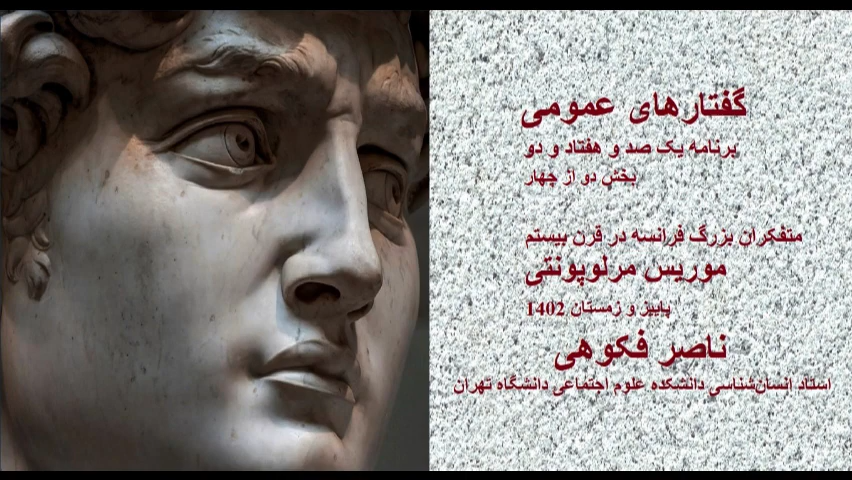 گفتارهای عمومی
برنامه یک صد و هفتاد و دو
بخش دو از چهار
متفکران بزرگ فرانسه در قرن بیستم
موریس مرلوپونتی
پاییز و زمستان 1402
ناصر فکوهی
استاد انسان‌شناسی دانشکده علوم اجتماعی دانشگاه تهران